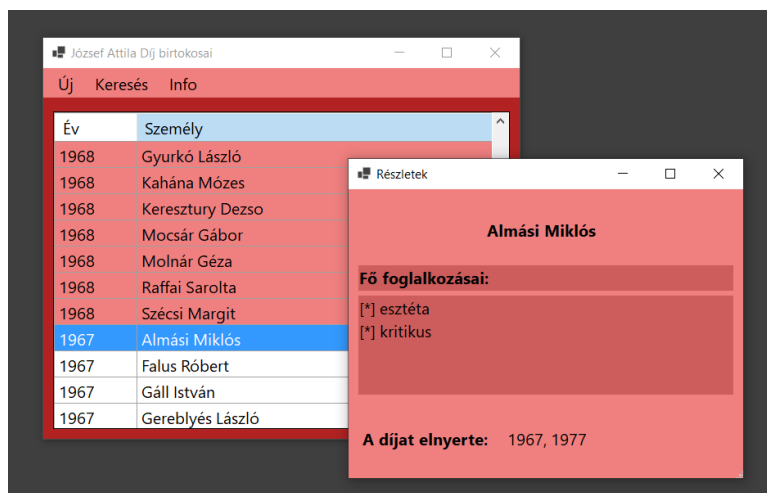 József Attila Díj birtokosai
Új Keresés Info
Év Személy
1968 Gyurkó László
1968 Kahána Mózes
1968 Keresztury Dezso
1968 Mocsár Gábor
1968 Molnár Géza
1968 Raffai Sarolta
1968 Szécsi Margit
1967 Almási Miklós
1967 Falus Róbert
1967 Gáll István
1967 Gereblyés László
Részletek
Almási Miklós
Fő foglalkozásai:
[*] esztéta
[*] kritikus
A díjat elnyerte: 1967, 1977